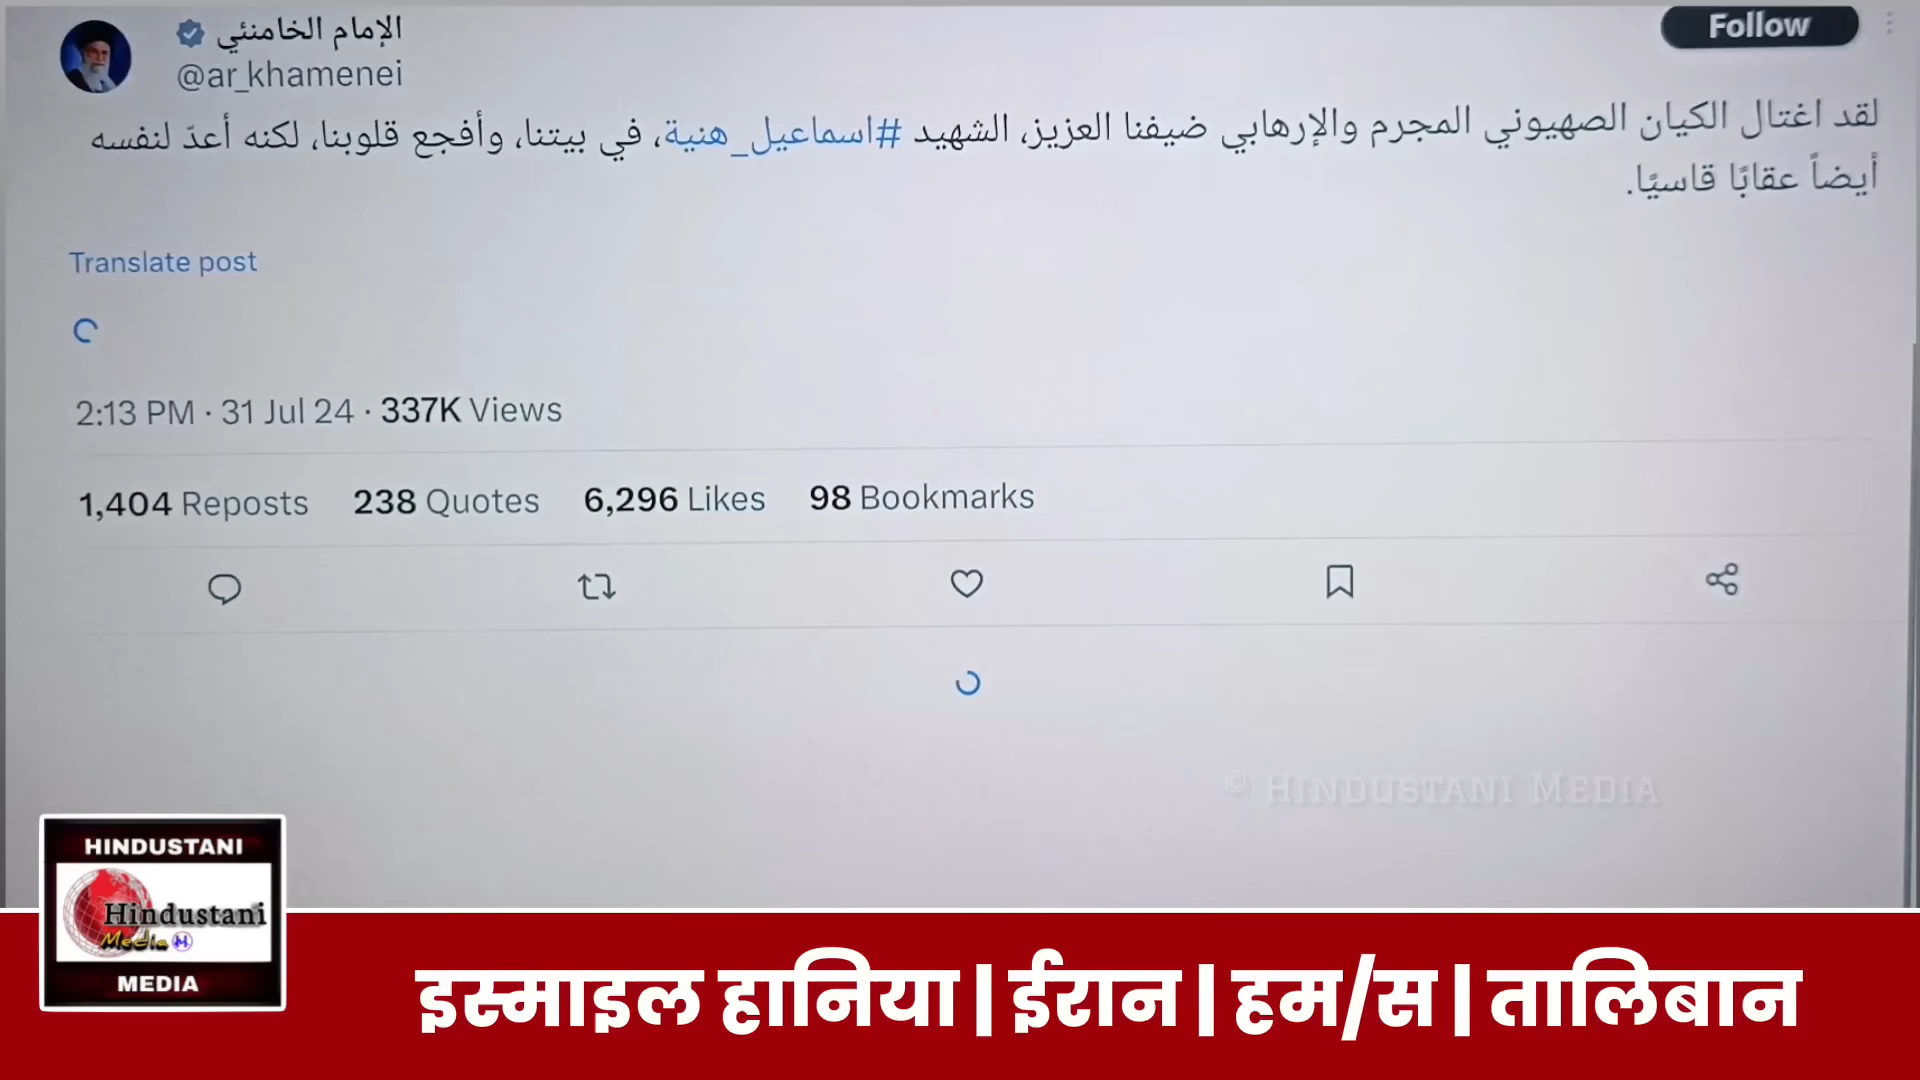 الإمام الخامنئي
@ar_khamenei
Follow
لقد اغتال الكيان الصهيوني المجرم والإرهابي ضيفنا العزيز، الشهيد #اسماعيل_هنية، في بيتنا، وأفجع قلوبنا، لكنه أعدّ لنفسه
أيضاً عقابًا قاسيًا.
Translate post
2:13 PM · 31 Jul 24 · 337K Views
1,404 Reposts 238 Quotes 6,296 Likes 98 Bookmarks
© HINDUSTANI MEDIA
HINDUSTANI
Hindustani
Media M
MEDIA
इस्माइल हानिया | ईरान | हम/स | तालिबान